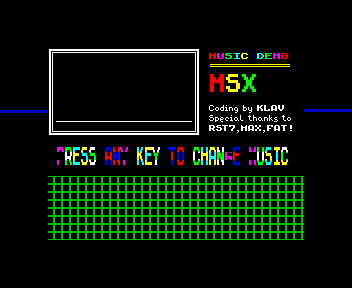 MUSIC DEMO
MSX
Coding by KLAV
Special thanks to
RST7,MAX,FAT!
PRESS ANY KEY TO CHANGE MUSIC